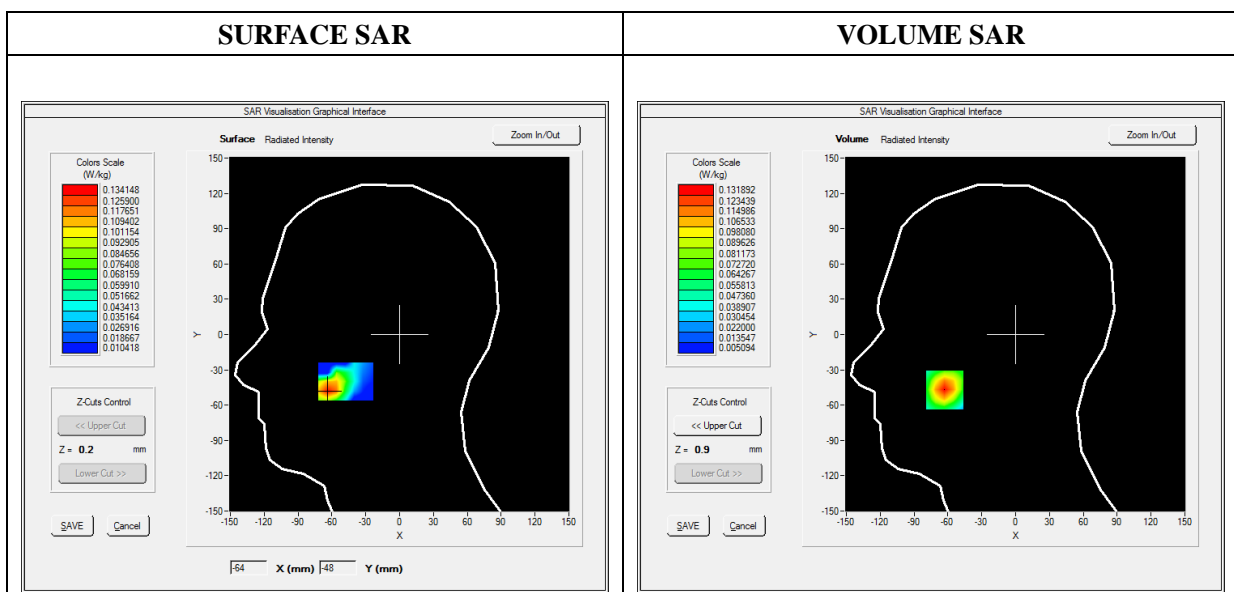 SURFACE SAR
VOLUME SAR
SAR Visualisation Graphical Interface
Surface Radiated Intensity
Zoom In/Out
Colors Scale
(W/kg)
0.134148
0.125900
0.117651
0.109402
0.101154
0.092905
0.084656
0.076408
0.068159
0.059910
0.051662
0.043413
0.035164
0.026916
0.018667
0.010418
Z-Cuts Control
<< Upper Cut
Z = 0.2 mm
Lower Cut >>
SAVE Cancel
150
120
90
60
30
0
-30
-60
-90
-120
-150
Y
-150 -120 -90 -60 -30 0 30 60 90 120 150
X
-64 X (mm) -48 Y (mm)
SAR Visualisation Graphical Interface
Volume Radiated Intensity
Zoom In/Out
Colors Scale
(W/kg)
0.131892
0.123439
0.114986
0.106533
0.098080
0.089626
0.081173
0.072720
0.064267
0.055813
0.047360
0.038907
0.030454
0.022000
0.013547
0.005094
Z-Cuts Control
<< Upper Cut
Z = 0.9 mm
Lower Cut >>
SAVE Cancel
150
120
90
60
30
0
-30
-60
-90
-120
-150
Y
-150 -120 -90 -60 -30 0 30 60 90 120 150
X